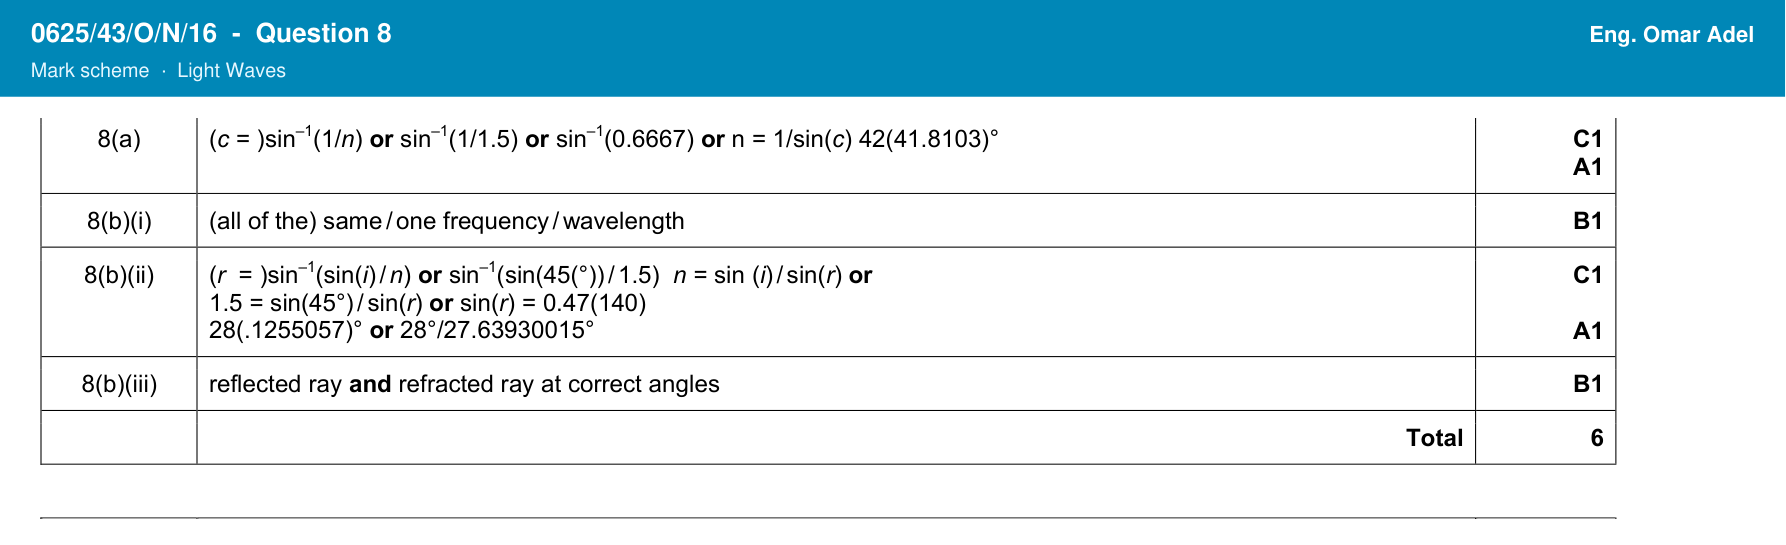 0625/43/O/N/16 - Question 8
Eng. Omar Adel
Mark scheme · Light Waves
8(a) (c = )sin⁻¹(1/n) or sin⁻¹(1/1.5) or sin⁻¹(0.6667) or n = 1/sin(c) 42(41.8103)° C1
A1
8(b)(i) (all of the) same/one frequency/wavelength B1
8(b)(ii) (r = )sin⁻¹(sin(i)/n) or sin⁻¹(sin(45(°))/1.5) n = sin (i)/sin(r) or C1
1.5 = sin(45°)/sin(r) or sin(r) = 0.47(140)
28(.1255057)° or 28°/27.63930015° A1
8(b)(iii) reflected ray and refracted ray at correct angles B1
Total 6